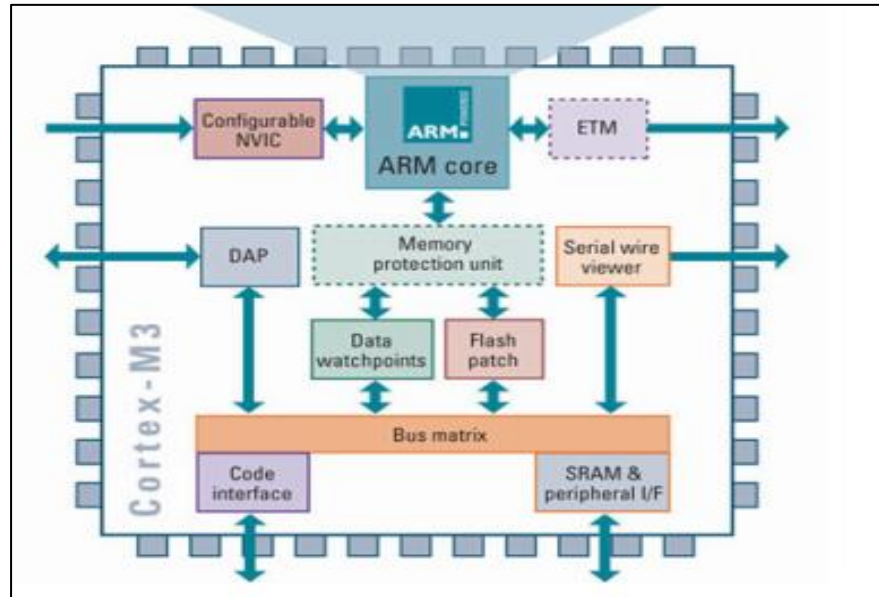 Configurable
NVIC
ARM
POWERED
ARM core
ETM
DAP
Memory
protection unit
Serial wire
viewer
Data
watchpoints
Flash
patch
Cortex-M3
Bus matrix
Code
interface
SRAM &
peripheral I/F